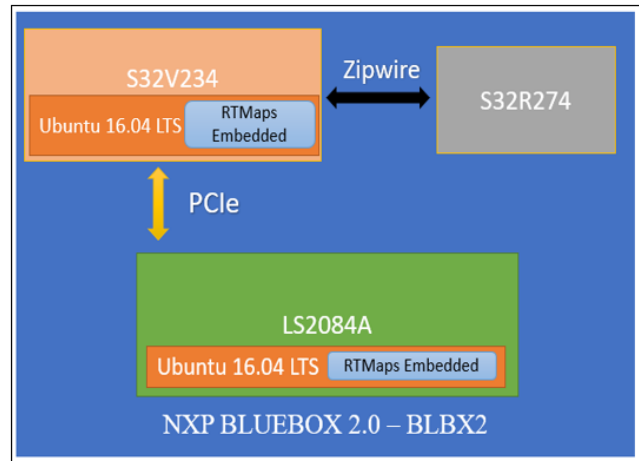 S32V234
Ubuntu 16.04 LTS
RTMaps
Embedded
Zipwire
S32R274
PCIe
LS2084A
Ubuntu 16.04 LTS
RTMaps Embedded
NXP BLUEBOX 2.0 – BLBX2